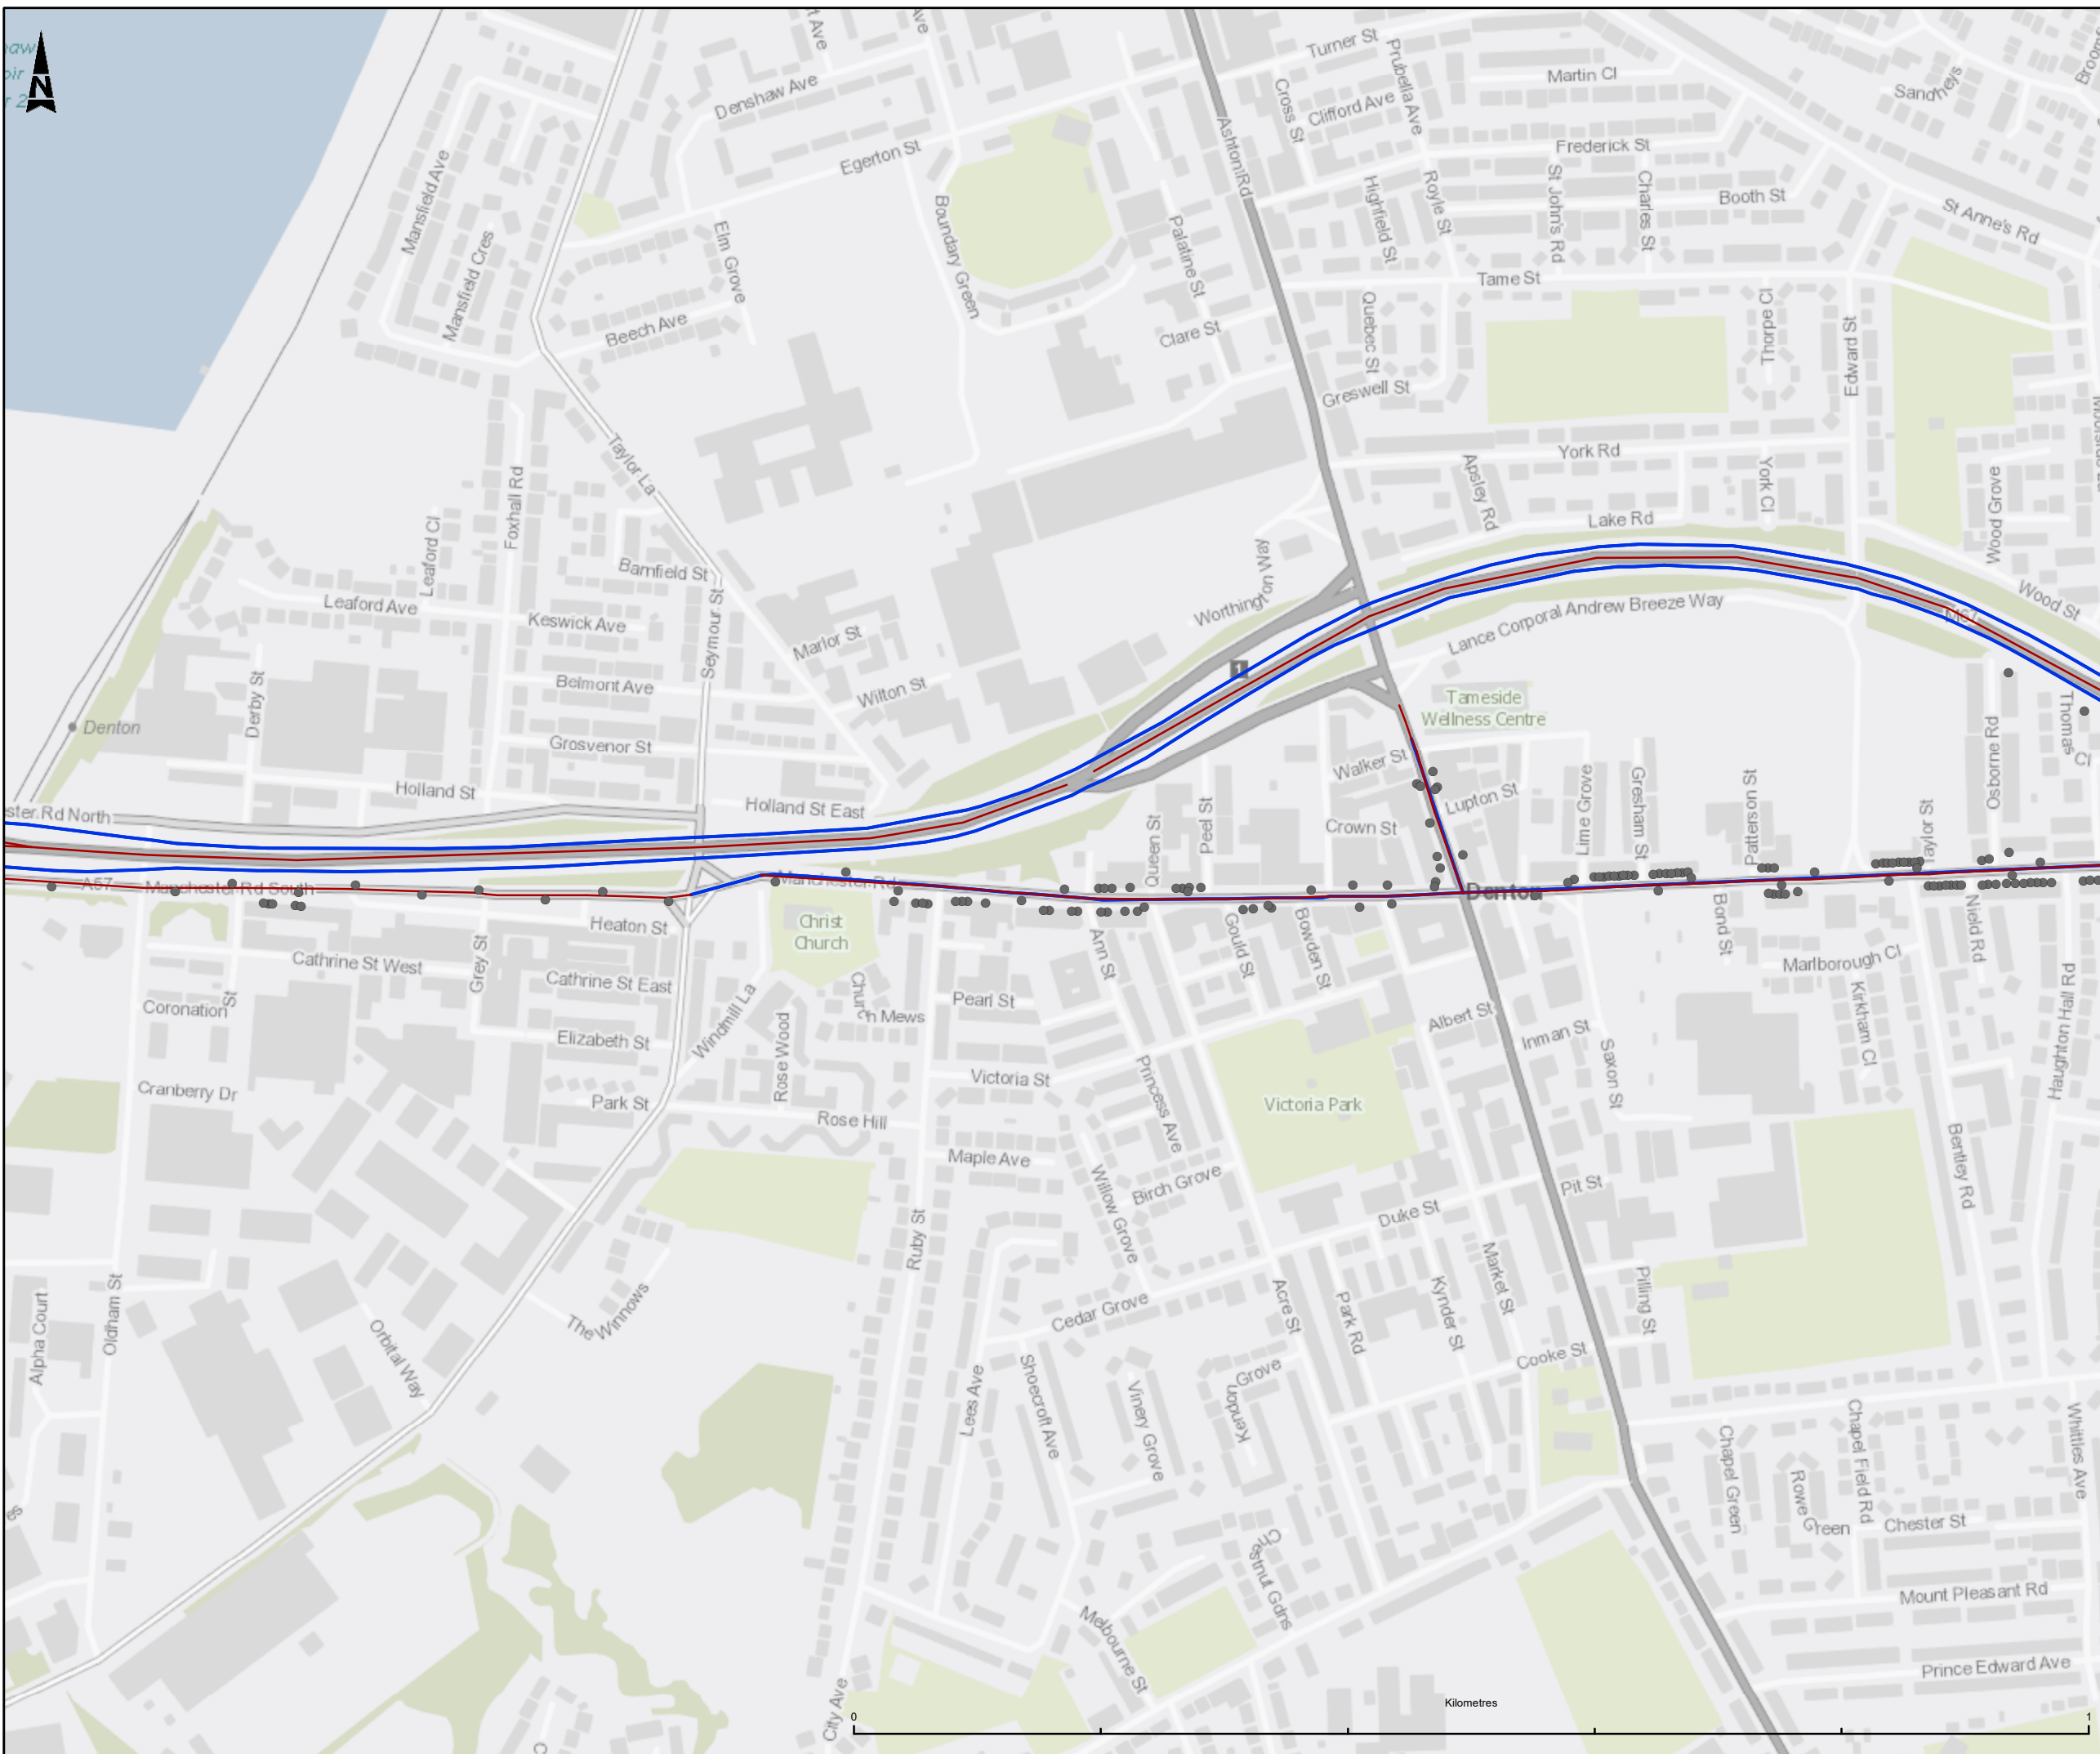 N
Turner St
Prubella Ave
Martin Cl
Sandheys
Denshaw Ave
Cross St
Clifford Ave
Ashton Rd
Egerton St
Frederick St
Mansfield Ave
Mansfield Cres
Elm Grove
Boundary Green
Palatine St
Highfield St
Royle St
St John's Rd
Charles St
Booth St
St Anne's Rd
Tame St
Beech Ave
Clare St
Quebec St
Greswell St
Thorpe Cl
Edward St
Taylor La
Foxhall Rd
Leaford Cl
York Rd
Apsley Rd
York Cl
Wood Grove
Lake Rd
Bamfield St
Leaford Ave
Keswick Ave
Seymour St
Marlor St
Worthington Way
Wood St
Lance Corporal Andrew Breeze Way
M67
1
Derby St
Belmont Ave
Wilton St
Tameside
Wellness Centre
Denton
Grosvenor St
Walker St
Osborne Rd
Thomas Cl
Holland St
Holland St East
Lupton St
Lime Grove
Gresham St
Patterson St
Taylor St
ster Rd North
Queen St
Peel St
Crown St
A57
Manchester Rd South
Manchester Rd
Denton
Heaton St
Christ
Church
Ann St
Gould St
Bowden St
Bond St
Nield Rd
Cathrine St West
Grey St
Cathrine St East
Marlborough Cl
Coronation
St
Windmill La
Church Mews
Pearl St
Albert St
Inman St
Kirkham Cl
Haughton Hall Rd
Elizabeth St
Rose Wood
Saxon St
Cranberry Dr
Victoria St
Princess Ave
Victoria Park
Park St
Rose Hill
Maple Ave
Bentley Rd
Willow Grove
Birch Grove
Pit St
Duke St
Ruby St
Market St
Alpha Court
Oldham St
Orbital Way
The Winnows
Cedar Grove
Acre St
Park Rd
Kynder St
Pilling St
Cooke St
Lees Ave
Shoecroft Ave
Vinery Grove
Kendon Grove
Chapel Green
Rowe Green
Chapel Field Rd
Whittles Ave
Chester St
Chestnut Gdns
Mount Pleasant Rd
Melbourne St
Prince Edward Ave
City Ave
Kilometres
0
1